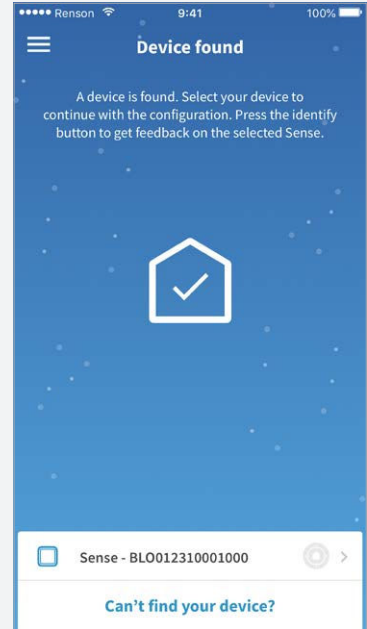 Renson 9:41 100%
Device found
A device is found. Select your device to
continue with the configuration. Press the identify
button to get feedback on the selected Sense.
Sense - BLO012310001000
Can't find your device?